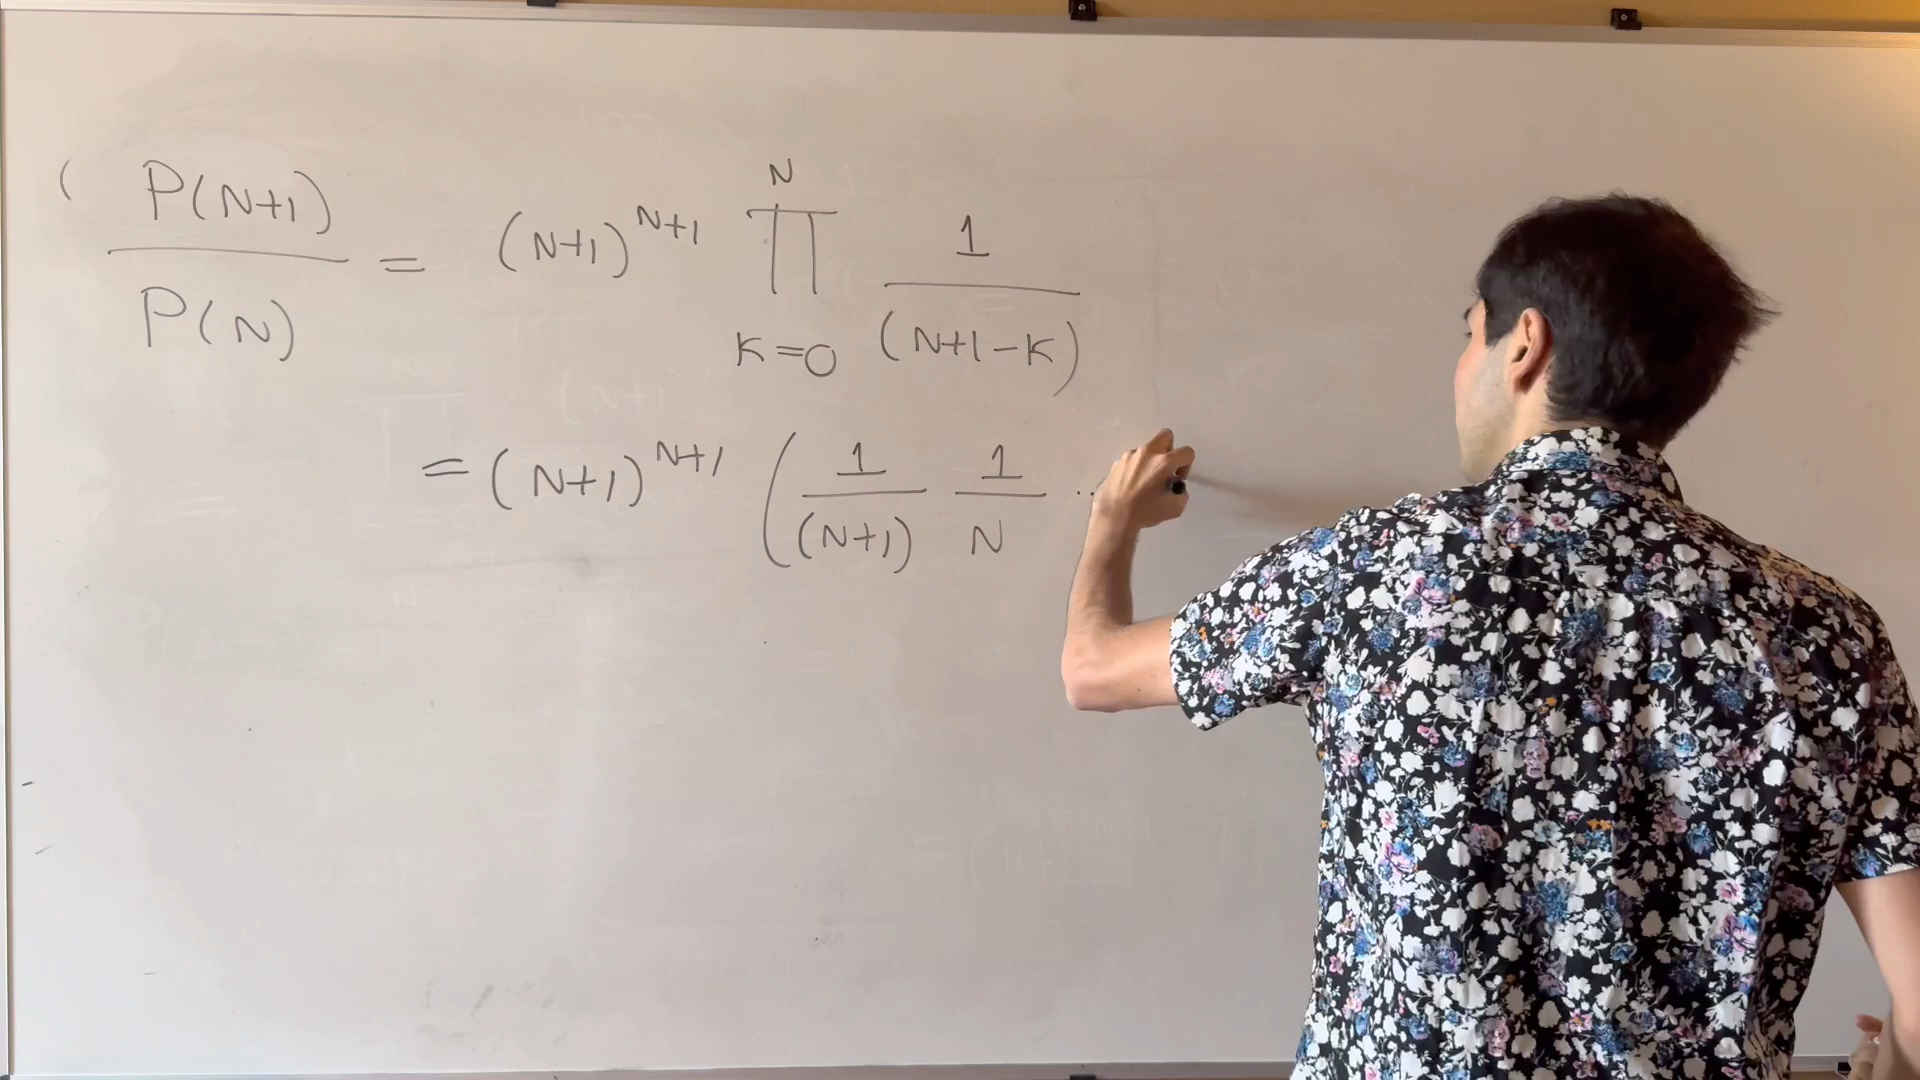 ( P(N+1) / P(N) = (N+1)^{N+1} ∏_{K=0}^{N} 1 / (N+1-K)
= (N+1)^{N+1} ( 1/(N+1) 1/N ..